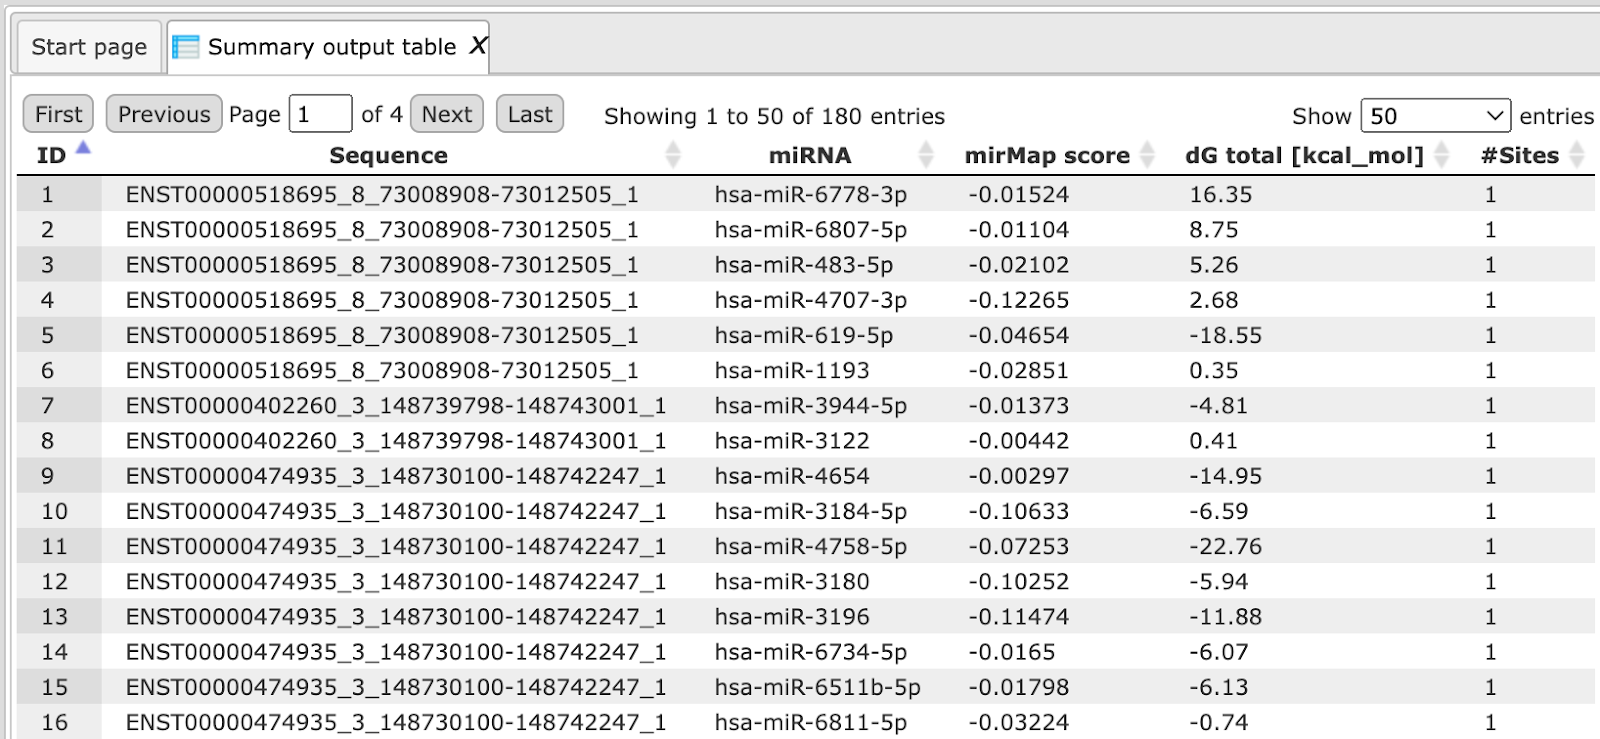 Start page Summary output table X
First Previous Page 1 of 4 Next Last Showing 1 to 50 of 180 entries Show 50 entries
ID Sequence miRNA mirMap score dG total [kcal_mol] #Sites
1 ENST00000518695_8_73008908-73012505_1 hsa-miR-6778-3p -0.01524 16.35 1
2 ENST00000518695_8_73008908-73012505_1 hsa-miR-6807-5p -0.01104 8.75 1
3 ENST00000518695_8_73008908-73012505_1 hsa-miR-483-5p -0.02102 5.26 1
4 ENST00000518695_8_73008908-73012505_1 hsa-miR-4707-3p -0.12265 2.68 1
5 ENST00000518695_8_73008908-73012505_1 hsa-miR-619-5p -0.04654 -18.55 1
6 ENST00000518695_8_73008908-73012505_1 hsa-miR-1193 -0.02851 0.35 1
7 ENST00000402260_3_148739798-148743001_1 hsa-miR-3944-5p -0.01373 -4.81 1
8 ENST00000402260_3_148739798-148743001_1 hsa-miR-3122 -0.00442 0.41 1
9 ENST00000474935_3_148730100-148742247_1 hsa-miR-4654 -0.00297 -14.95 1
10 ENST00000474935_3_148730100-148742247_1 hsa-miR-3184-5p -0.10633 -6.59 1
11 ENST00000474935_3_148730100-148742247_1 hsa-miR-4758-5p -0.07253 -22.76 1
12 ENST00000474935_3_148730100-148742247_1 hsa-miR-3180 -0.10252 -5.94 1
13 ENST00000474935_3_148730100-148742247_1 hsa-miR-3196 -0.11474 -11.88 1
14 ENST00000474935_3_148730100-148742247_1 hsa-miR-6734-5p -0.0165 -6.07 1
15 ENST00000474935_3_148730100-148742247_1 hsa-miR-6511b-5p -0.01798 -6.13 1
16 ENST00000474935_3_148730100-148742247_1 hsa-miR-6811-5p -0.03224 -0.74 1